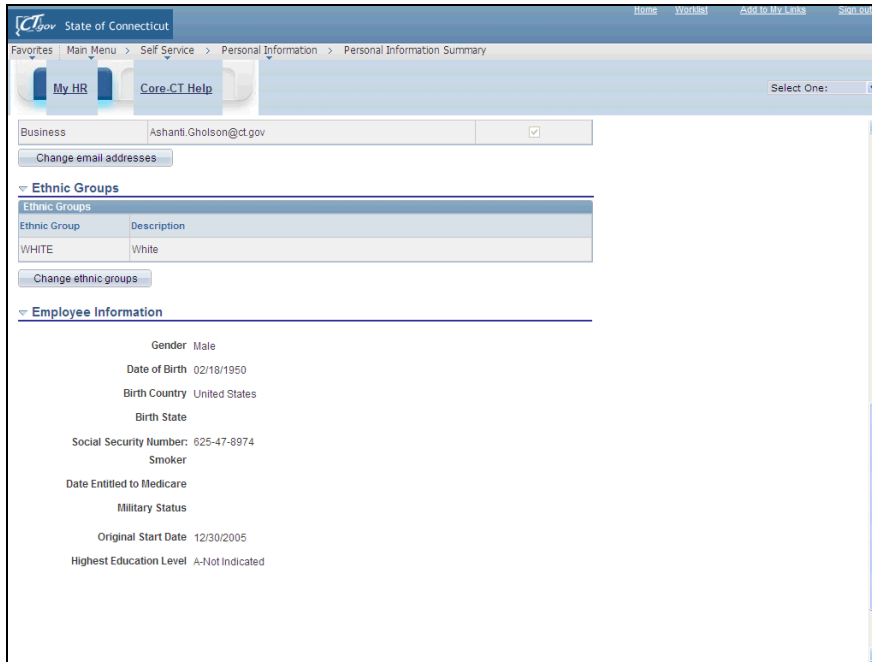 Home Worklist Add to My Links Sign out
CT.gov State of Connecticut
Favorites Main Menu > Self Service > Personal Information > Personal Information Summary
My HR Core-CT Help Select One:
Business Ashanti.Gholson@ct.gov
Change email addresses
Ethnic Groups
Ethnic Groups
Ethnic Group Description
WHITE White
Change ethnic groups
Employee Information
Gender Male
Date of Birth 02/18/1950
Birth Country United States
Birth State
Social Security Number: 625-47-8974
Smoker
Date Entitled to Medicare
Military Status
Original Start Date 12/30/2005
Highest Education Level A-Not Indicated